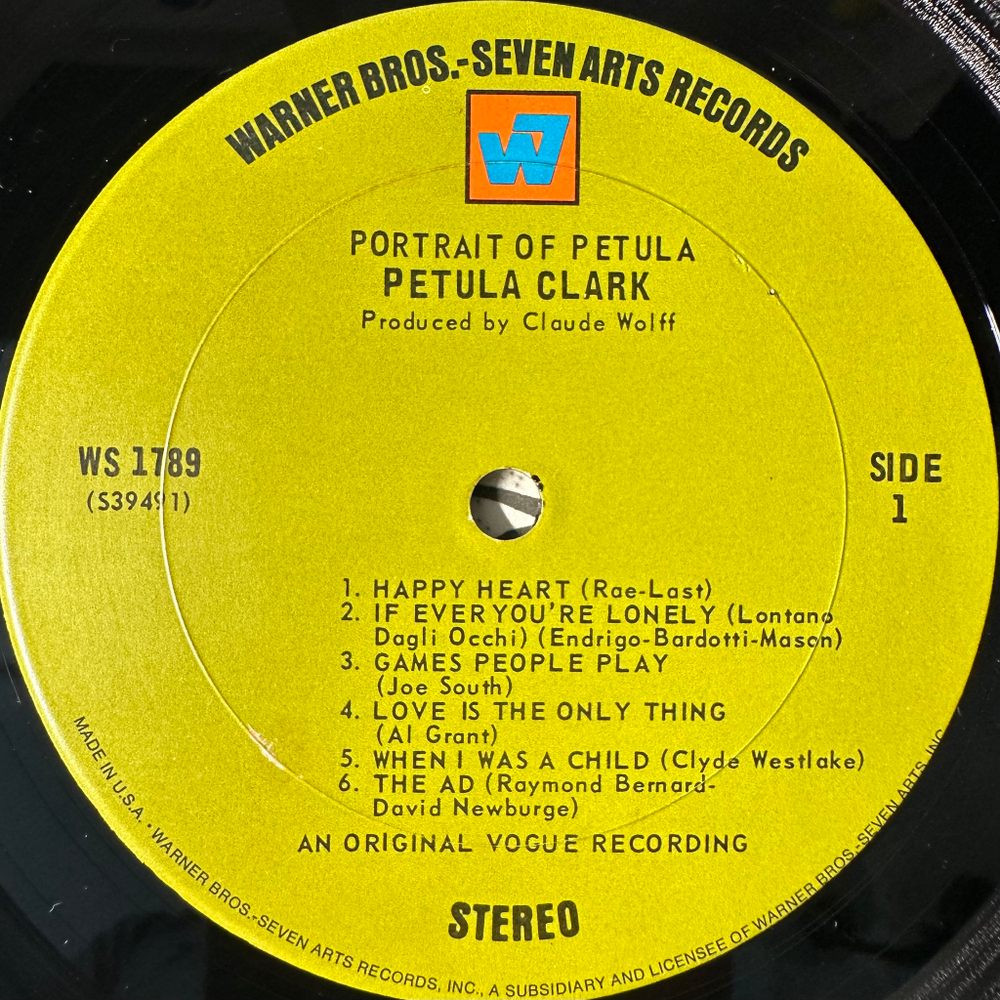 WARNER BROS.-SEVEN ARTS RECORDS
W7
PORTRAIT OF PETULA
PETULA CLARK
Produced by Claude Wolff
WS 1789
(S39491)
SIDE
1
1. HAPPY HEART (Rae-Last)
2. IF EVER YOU'RE LONELY (Lontano
Dagli Occhi) (Endrigo-Bardotti-Mason)
3. GAMES PEOPLE PLAY
(Joe South)
4. LOVE IS THE ONLY THING
(Al Grant)
5. WHEN I WAS A CHILD (Clyde Westlake)
6. THE AD (Raymond Bernard-
David Newburge)
AN ORIGINAL VOGUE RECORDING
STEREO
MADE IN U.S.A. • WARNER BROS.-SEVEN ARTS RECORDS, INC., A SUBSIDIARY AND LICENSEE OF WARNER BROS.-SEVEN ARTS, INC.